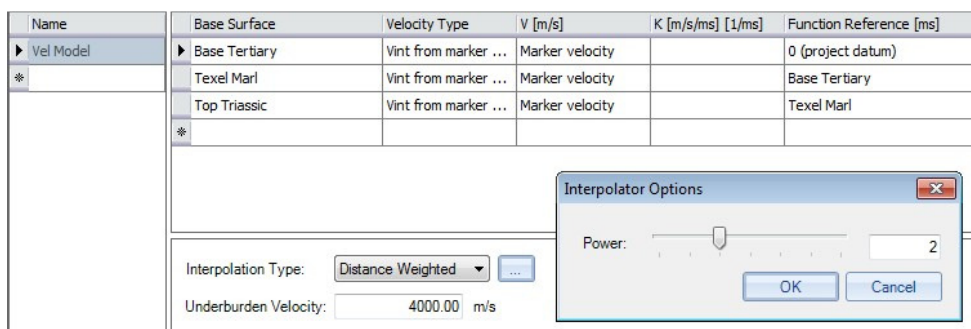 Name
Vel Model
Base Surface Velocity Type V [m/s] K [m/s/ms] [1/ms] Function Reference [ms]
Base Tertiary Vint from marker ... Marker velocity 0 (project datum)
Texel Marl Vint from marker ... Marker velocity Base Tertiary
Top Triassic Vint from marker ... Marker velocity Texel Marl
Interpolation Type: Distance Weighted ...
Underburden Velocity: 4000.00 m/s
Interpolator Options
Power: 2
OK Cancel